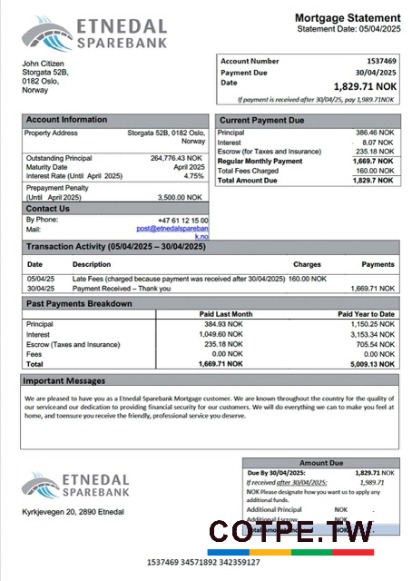 ETNEDAL
SPAREBANK
Mortgage Statement
Statement Date: 05/04/2025
John Citizen
Storgata 52B,
0182 Oslo,
Norway
Account Number 1537469
Payment Due 30/04/2025
Date
1,829.71 NOK
If payment is received after 30/04/25, pay 1,989.71NOK
Account Information
Property Address Storgata 52B, 0182 Oslo,
Norway
Outstanding Principal 264,776.43 NOK
Maturity Date April 2025
Interest Rate (Until April 2025) 4.75%
Prepayment Penalty
(Until April 2025) 3,500.00 NOK
Contact Us
By Phone: +47 61 12 15 00
Mail: post@etnedalspareban
k.no
Current Payment Due
Principal 386.46 NOK
Interest 8.07 NOK
Escrow (for Taxes and Insurance) 235.18 NOK
Regular Monthly Payment 1,669.7 NOK
Total Fees Charged 160.00 NOK
Total Amount Due 1,829.7 NOK
Transaction Activity (05/04/2025 – 30/04/2025)
Date Description Charges Payments
05/04/25 Late Fees (charged because payment was received after 30/04/2025) 160.00 NOK
30/04/25 Payment Received – Thank you 1,669.71 NOK
Past Payments Breakdown
Paid Last Month Paid Year to Date
Principal 384.93 NOK 1,150.25 NOK
Interest 1,049.60 NOK 3,153.34 NOK
Escrow (Taxes and Insurance) 235.18 NOK 705.54 NOK
Fees 0.00 NOK 0.00 NOK
Total 1,669.71 NOK 5,009.13 NOK
Important Messages
We are pleased to have you as a Etnedal Sparebank Mortgage customer. We are known throughout the country for the quality of
our serviceand our dedication to providing financial security for our customers. We will do everything we can to make you feel at
home, and toensure you receive the friendly, professional service you deserve.
ETNEDAL
SPAREBANK
Kyrkjevegen 20, 2890 Etnedal
Amount Due
Due By 30/04/2025: 1,829.71 NOK
If received after 30/04/2025: 1,989.71
NOK Please designate how you want us to apply any
additional funds.
Additional Principal NOK
Additional Escrow NOK
COTPE.TW
1537469 34571892 342359127